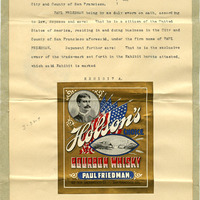 City and County of San Francisco.
PAUL FRIEDMAN being by me duly sworn on oath, according
to law, deposes and says: That he is a citizen of the United
States of America, residing in and doing business in the City and
County of San Francisco aforesaid, under the firm name of PAUL
FRIEDMAN. Deponent further says: That he is the exclusive
owner of the trademark set forth in the Exhibit hereto attached,
which said Exhibit is marked
EXHIBIT A.
Hobson's
CHOICE
BOURBON WHISKY
PAUL FRIEDMAN